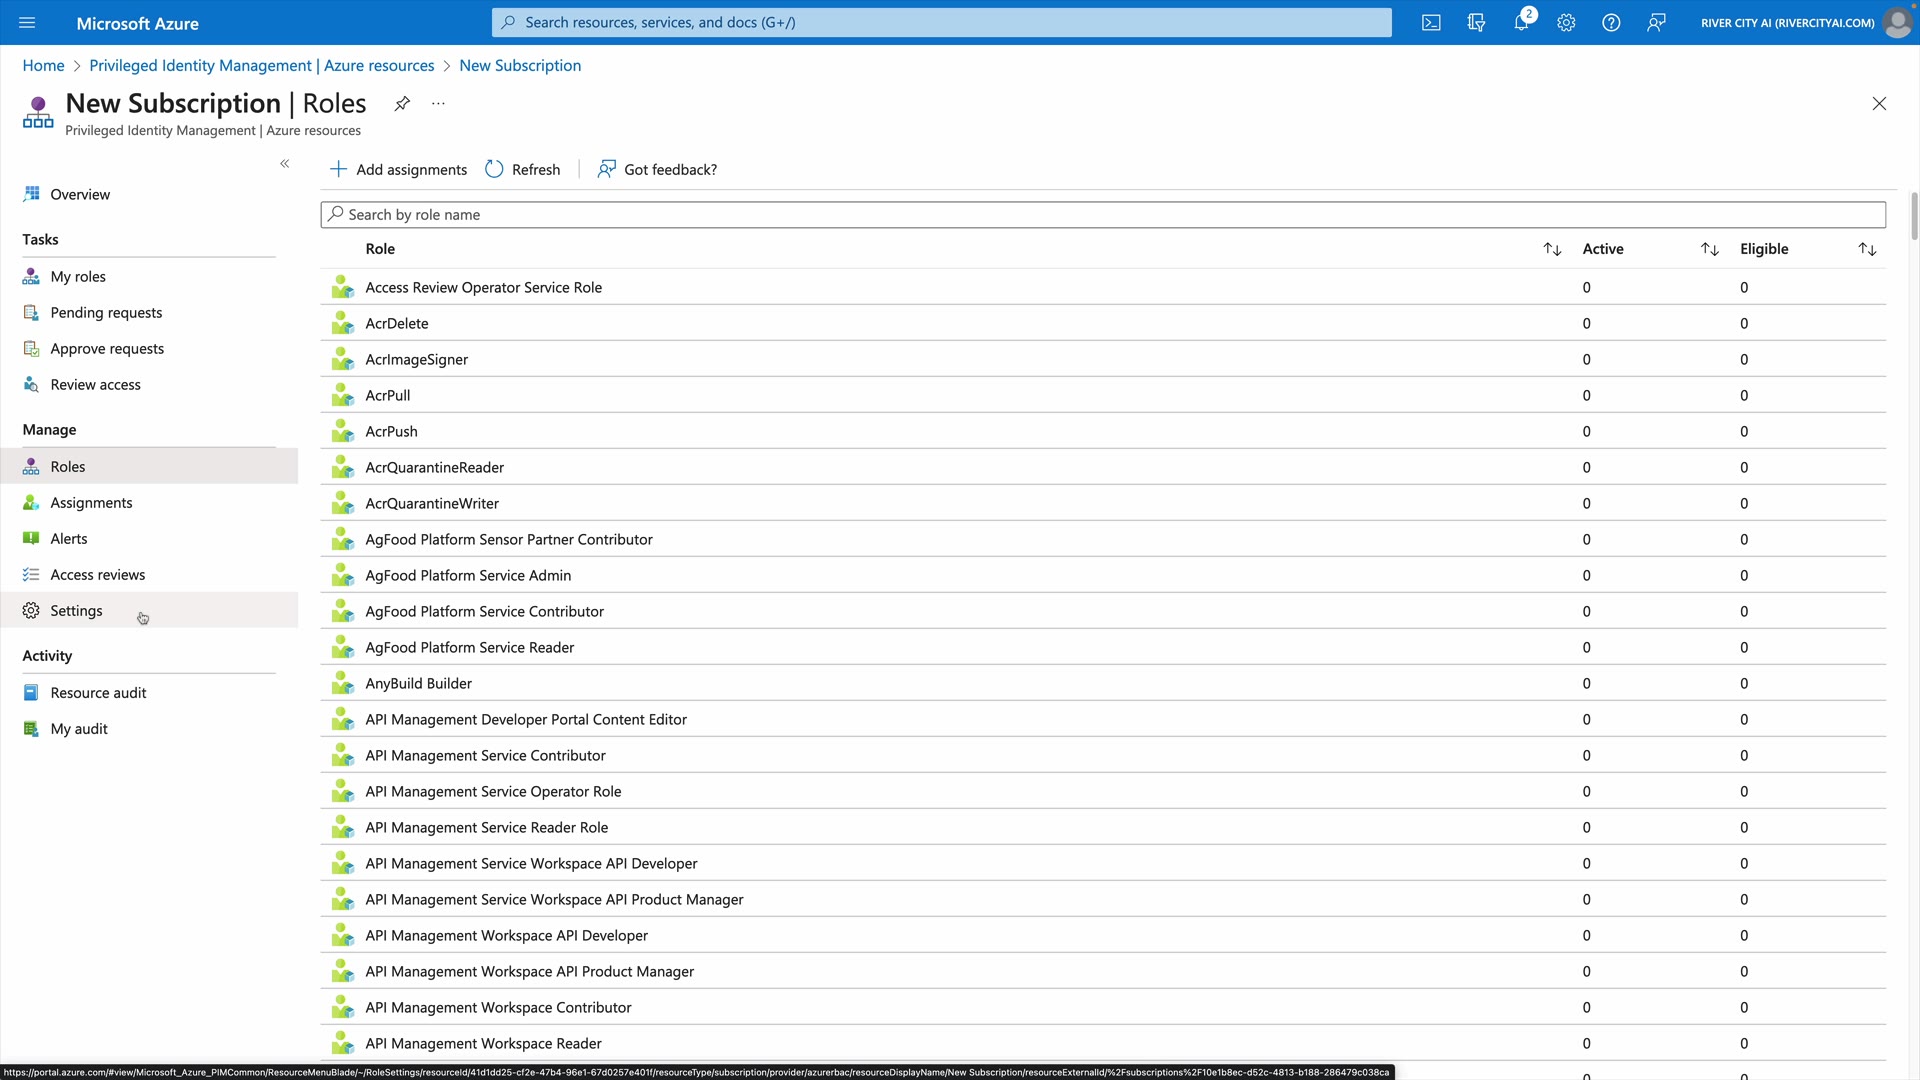 Microsoft Azure
Search resources, services, and docs (G+/)
2
RIVER CITY AI (RIVERCITYAI.COM)
Home > Privileged Identity Management | Azure resources > New Subscription
New Subscription | Roles
...
Privileged Identity Management | Azure resources
«
Overview
Tasks
My roles
Pending requests
Approve requests
Review access
Manage
Roles
Assignments
Alerts
Access reviews
Settings
Activity
Resource audit
My audit
+ Add assignments
Refresh
Got feedback?
Search by role name
Role Active Eligible
Access Review Operator Service Role 0 0
AcrDelete 0 0
AcrImageSigner 0 0
AcrPull 0 0
AcrPush 0 0
AcrQuarantineReader 0 0
AcrQuarantineWriter 0 0
AgFood Platform Sensor Partner Contributor 0 0
AgFood Platform Service Admin 0 0
AgFood Platform Service Contributor 0 0
AgFood Platform Service Reader 0 0
AnyBuild Builder 0 0
API Management Developer Portal Content Editor 0 0
API Management Service Contributor 0 0
API Management Service Operator Role 0 0
API Management Service Reader Role 0 0
API Management Service Workspace API Developer 0 0
API Management Service Workspace API Product Manager 0 0
API Management Workspace API Developer 0 0
API Management Workspace API Product Manager 0 0
API Management Workspace Contributor 0 0
API Management Workspace Reader 0 0
https://portal.azure.com/#view/Microsoft_Azure_PIMCommon/ResourceMenuBlade/~/RoleSettings/resourceId/41d1dd25-cf2e-47b4-96e1-67d0257e401f/resourceType/subscription/provider/azurerbac/resourceDisplayName/New Subscription/resourceExternalId/%2Fsubscriptions%2F10e1b8ec-d52c-4813-b188-286479c038ca